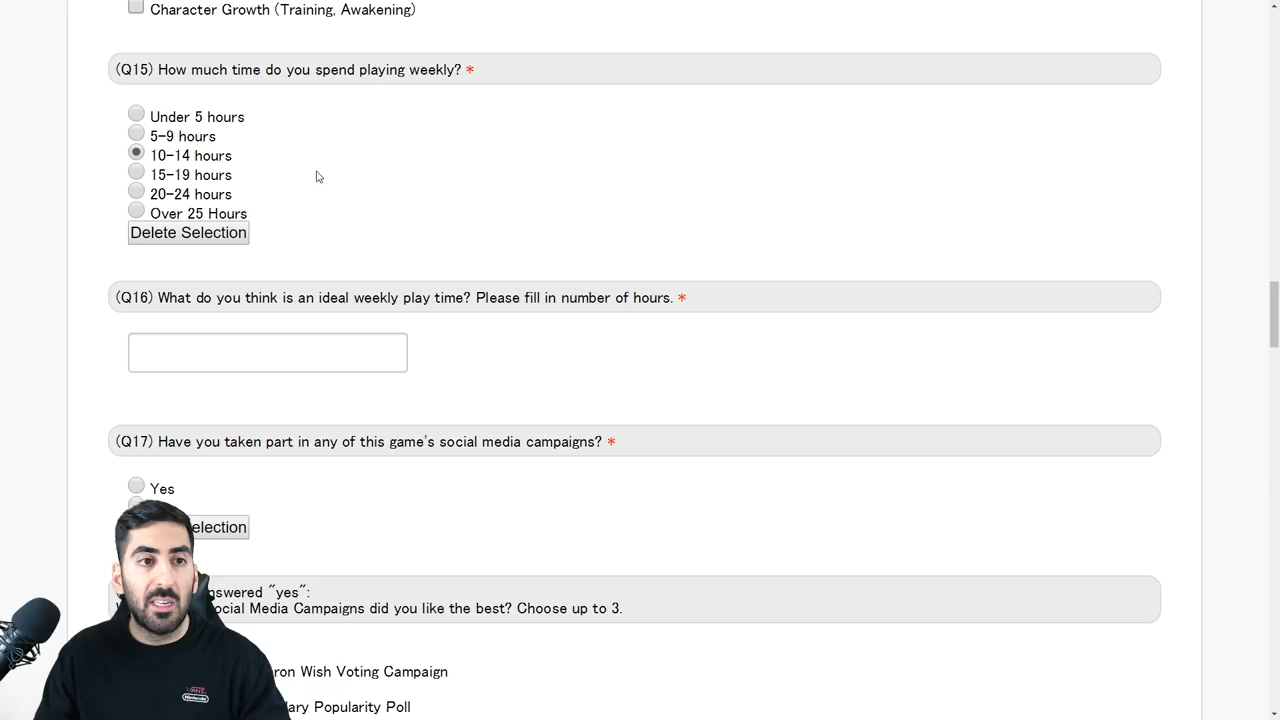 Character Growth (Training, Awakening)
(Q15) How much time do you spend playing weekly? *
Under 5 hours
5-9 hours
10-14 hours
15-19 hours
20-24 hours
Over 25 Hours
Delete Selection
(Q16) What do you think is an ideal weekly play time? Please fill in number of hours. *
(Q17) Have you taken part in any of this game's social media campaigns? *
Yes
election
nswered "yes":
ocial Media Campaigns did you like the best? Choose up to 3.
ron Wish Voting Campaign
lary Popularity Poll
Nintendo